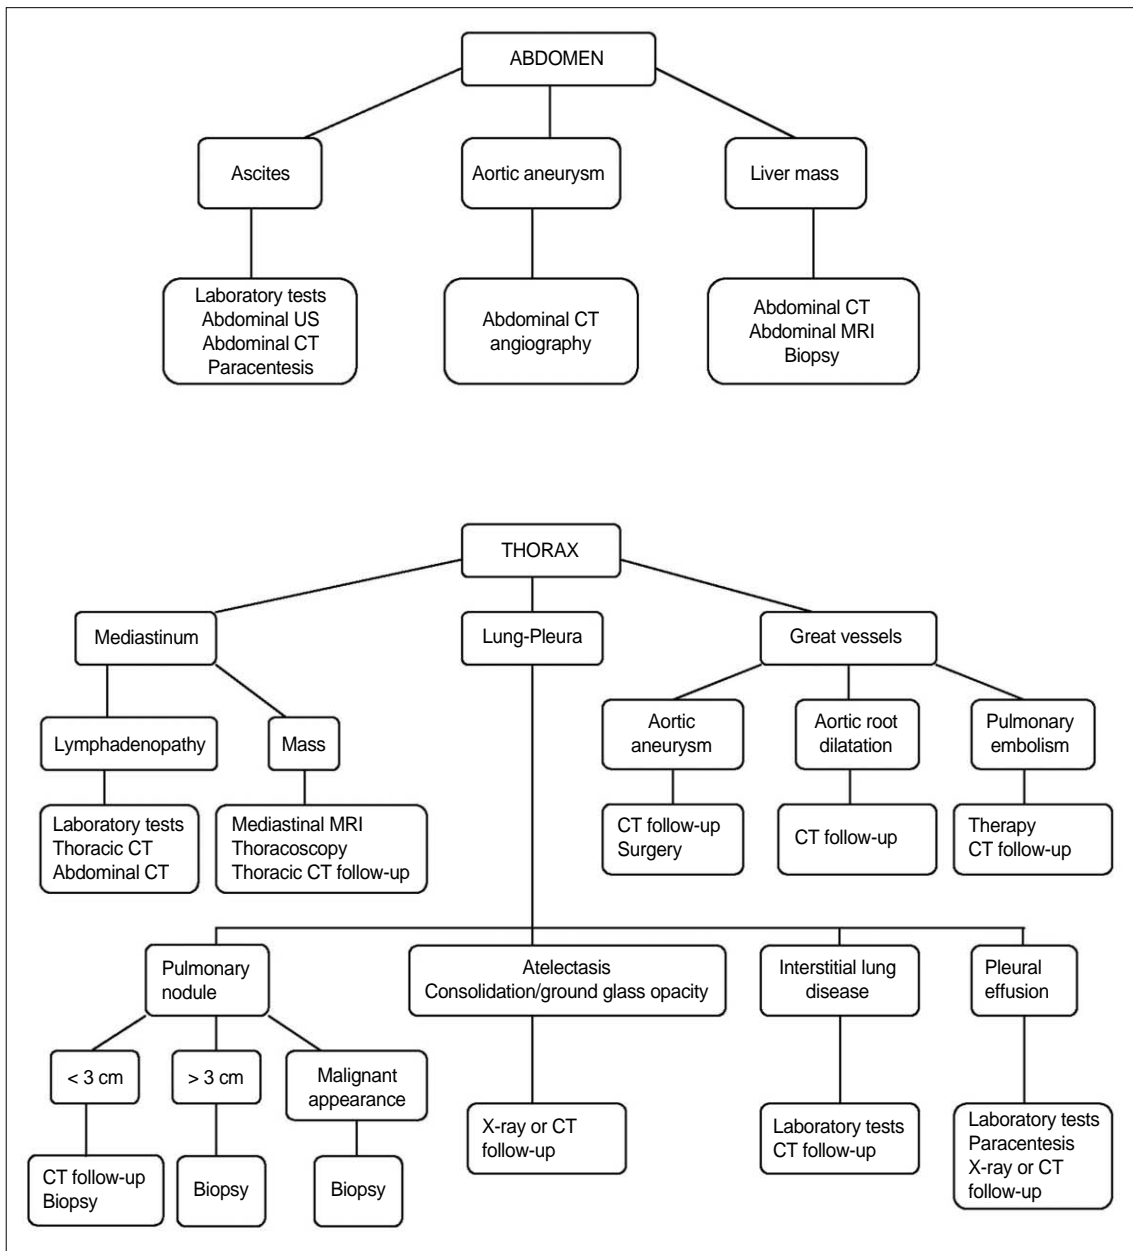 ABDOMEN
Ascites
Aortic aneurysm
Liver mass
Laboratory tests
Abdominal US
Abdominal CT
Paracentesis
Abdominal CT
angiography
Abdominal CT
Abdominal MRI
Biopsy
THORAX
Mediastinum
Lung-Pleura
Great vessels
Lymphadenopathy
Mass
Aortic
aneurysm
Aortic root
dilatation
Pulmonary
embolism
Laboratory tests
Thoracic CT
Abdominal CT
Mediastinal MRI
Thoracoscopy
Thoracic CT follow-up
CT follow-up
Surgery
CT follow-up
Therapy
CT follow-up
Pulmonary
nodule
Atelectasis
Consolidation/ground glass opacity
Interstitial lung
disease
Pleural
effusion
< 3 cm
> 3 cm
Malignant
appearance
X-ray or CT
follow-up
Laboratory tests
CT follow-up
Laboratory tests
Paracentesis
X-ray or CT
follow-up
CT follow-up
Biopsy
Biopsy
Biopsy